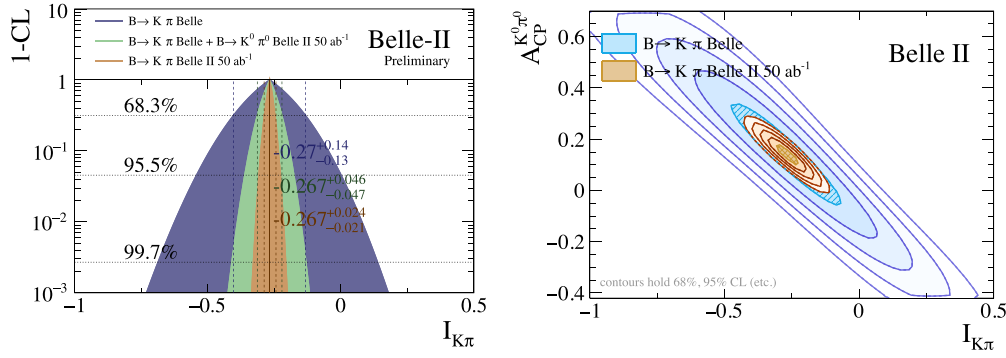 1-CL
10
1
10⁻¹
10⁻²
10⁻³
B→ K π Belle
B→ K π Belle + B→ K⁰ π⁰ Belle II 50 ab⁻¹
B→ K π Belle II 50 ab⁻¹
Belle-II
Preliminary
68.3%
95.5%
99.7%
-0.27 +0.14 −0.13
-0.267 +0.046 −0.047
-0.267 +0.024 −0.021
−1 −0.5 0 0.5
I_Kπ
A_CP^K⁰π⁰
0.6
0.4
0.2
0
−0.2
−0.4
B→ K π Belle
B→ K π Belle II 50 ab⁻¹
Belle II
contours hold 68%, 95% CL (etc.)
−1 −0.5 0 0.5
I_Kπ